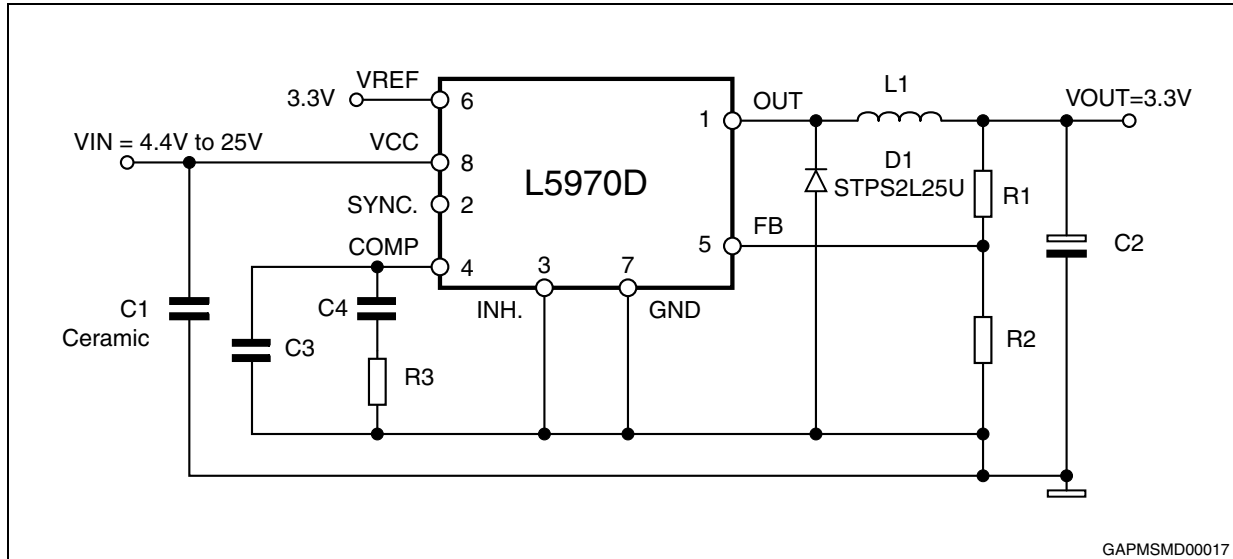 VREF
3.3V
6
VIN = 4.4V to 25V
VCC
8
SYNC.
2
COMP
4
L5970D
3
7
INH.
GND
1
OUT
L1
VOUT=3.3V
D1
STPS2L25U
R1
FB
5
C2
R2
C1
Ceramic
C4
C3
R3
GAPMSMD00017